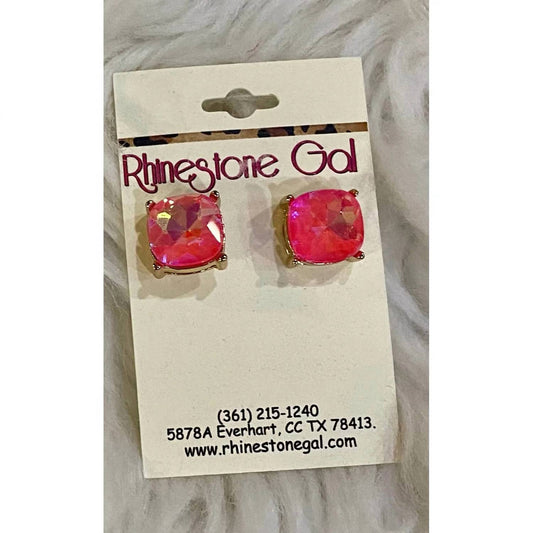 Rhinestone Gal
(361) 215-1240
5878A Everhart, CC TX 78413.
www.rhinestonegal.com